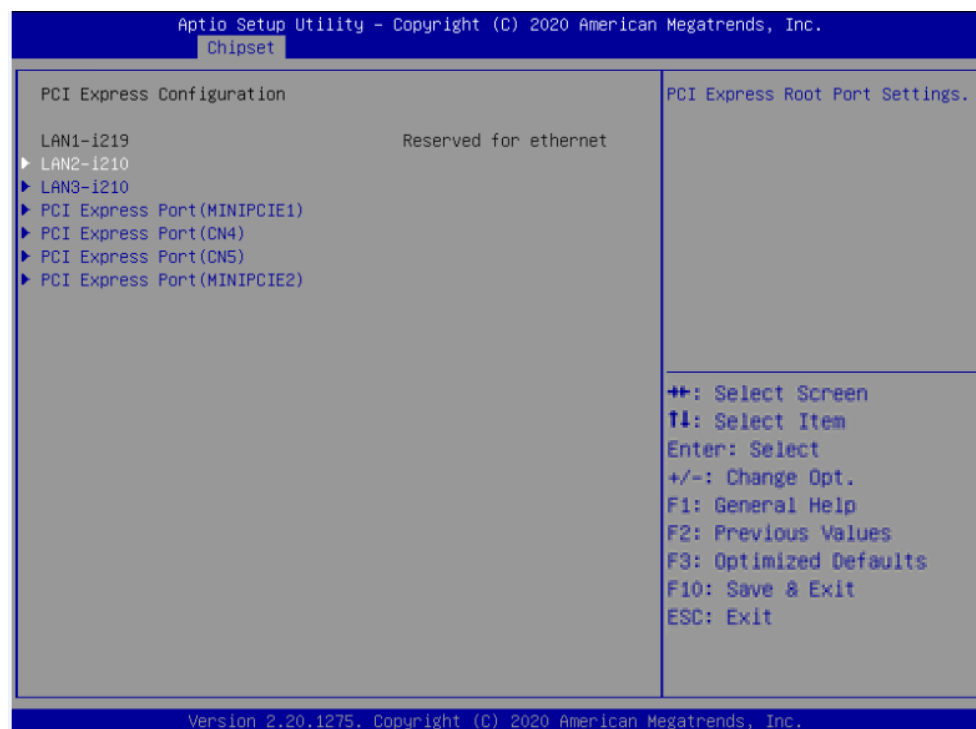 Aptio Setup Utility – Copyright (C) 2020 American Megatrends, Inc.
Chipset
PCI Express Configuration
LAN1-i219 Reserved for ethernet
LAN2-i210
LAN3-i210
PCI Express Port(MINIPCIE1)
PCI Express Port(CN4)
PCI Express Port(CN5)
PCI Express Port(MINIPCIE2)
PCI Express Root Port Settings.
→←: Select Screen
↑↓: Select Item
Enter: Select
+/-: Change Opt.
F1: General Help
F2: Previous Values
F3: Optimized Defaults
F10: Save & Exit
ESC: Exit
Version 2.20.1275. Copyright (C) 2020 American Megatrends, Inc.